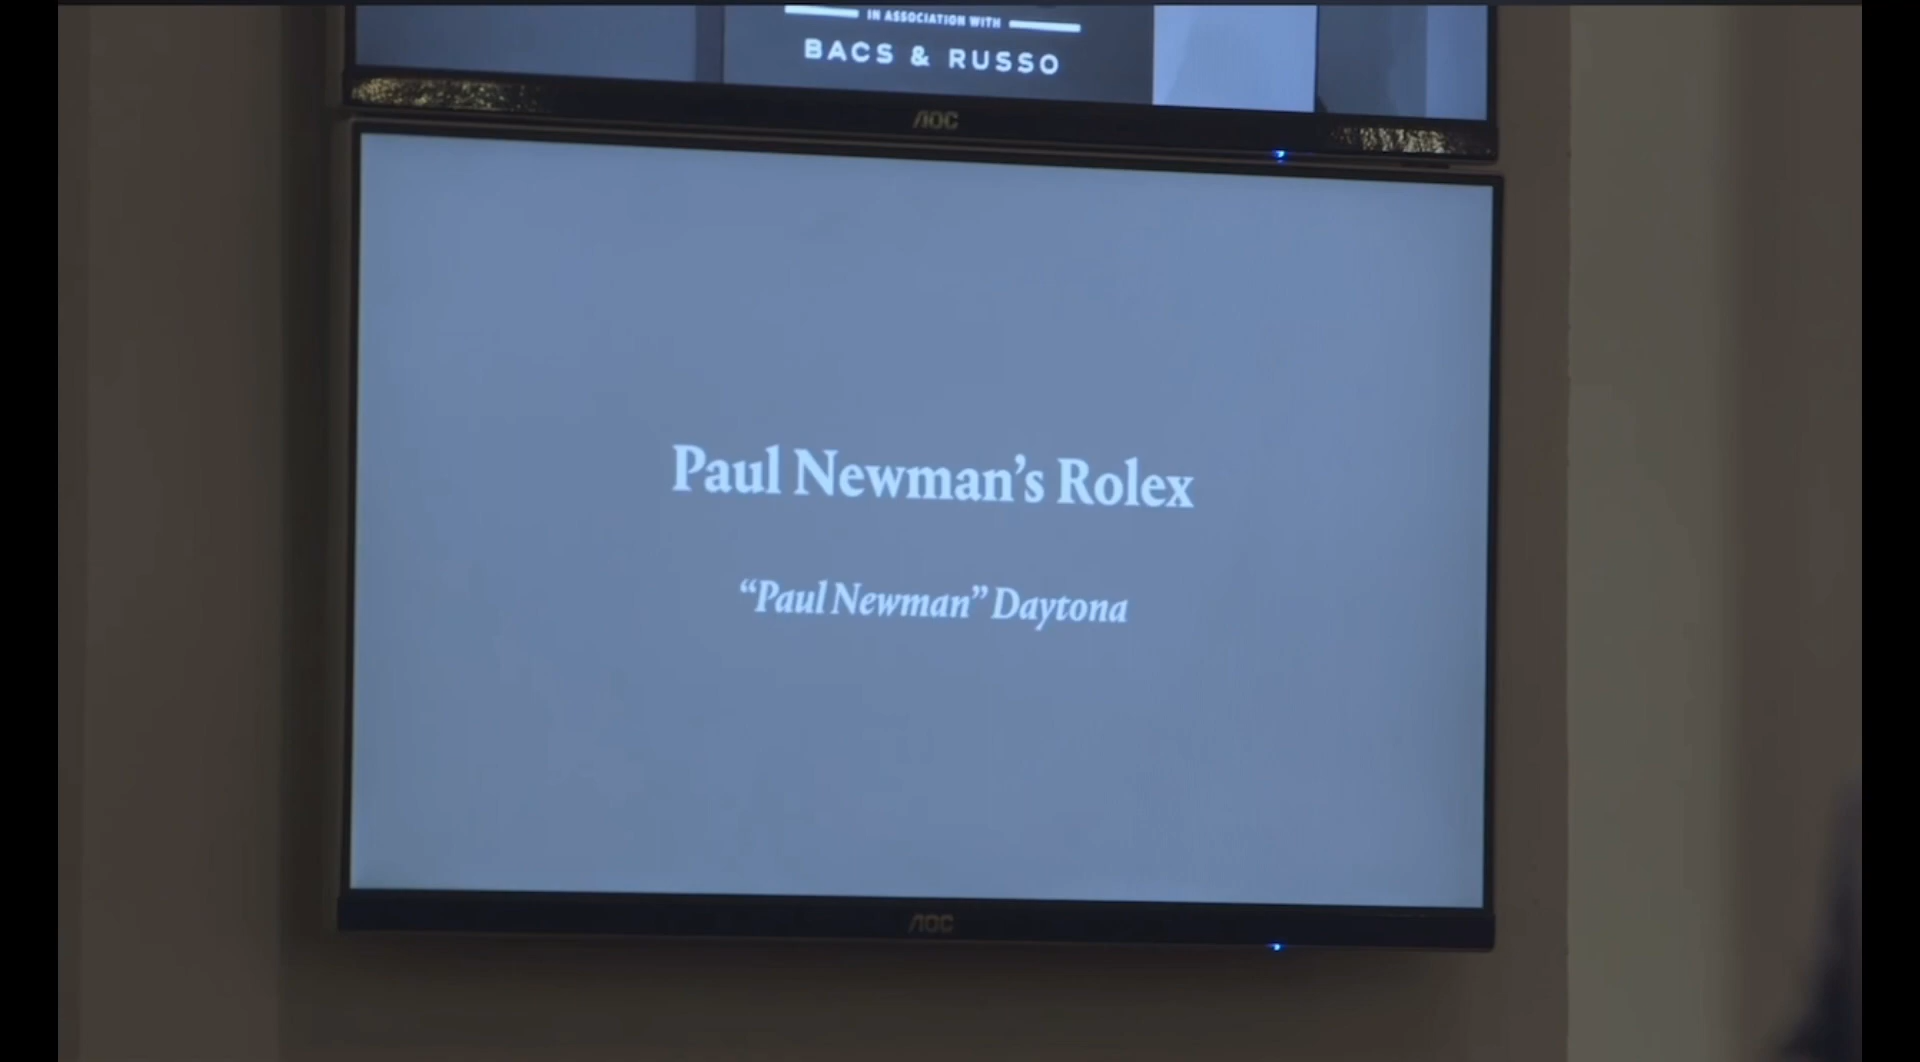 IN ASSOCIATION WITH
BACS & RUSSO
AOC
Paul Newman’s Rolex
“Paul Newman” Daytona
AOC